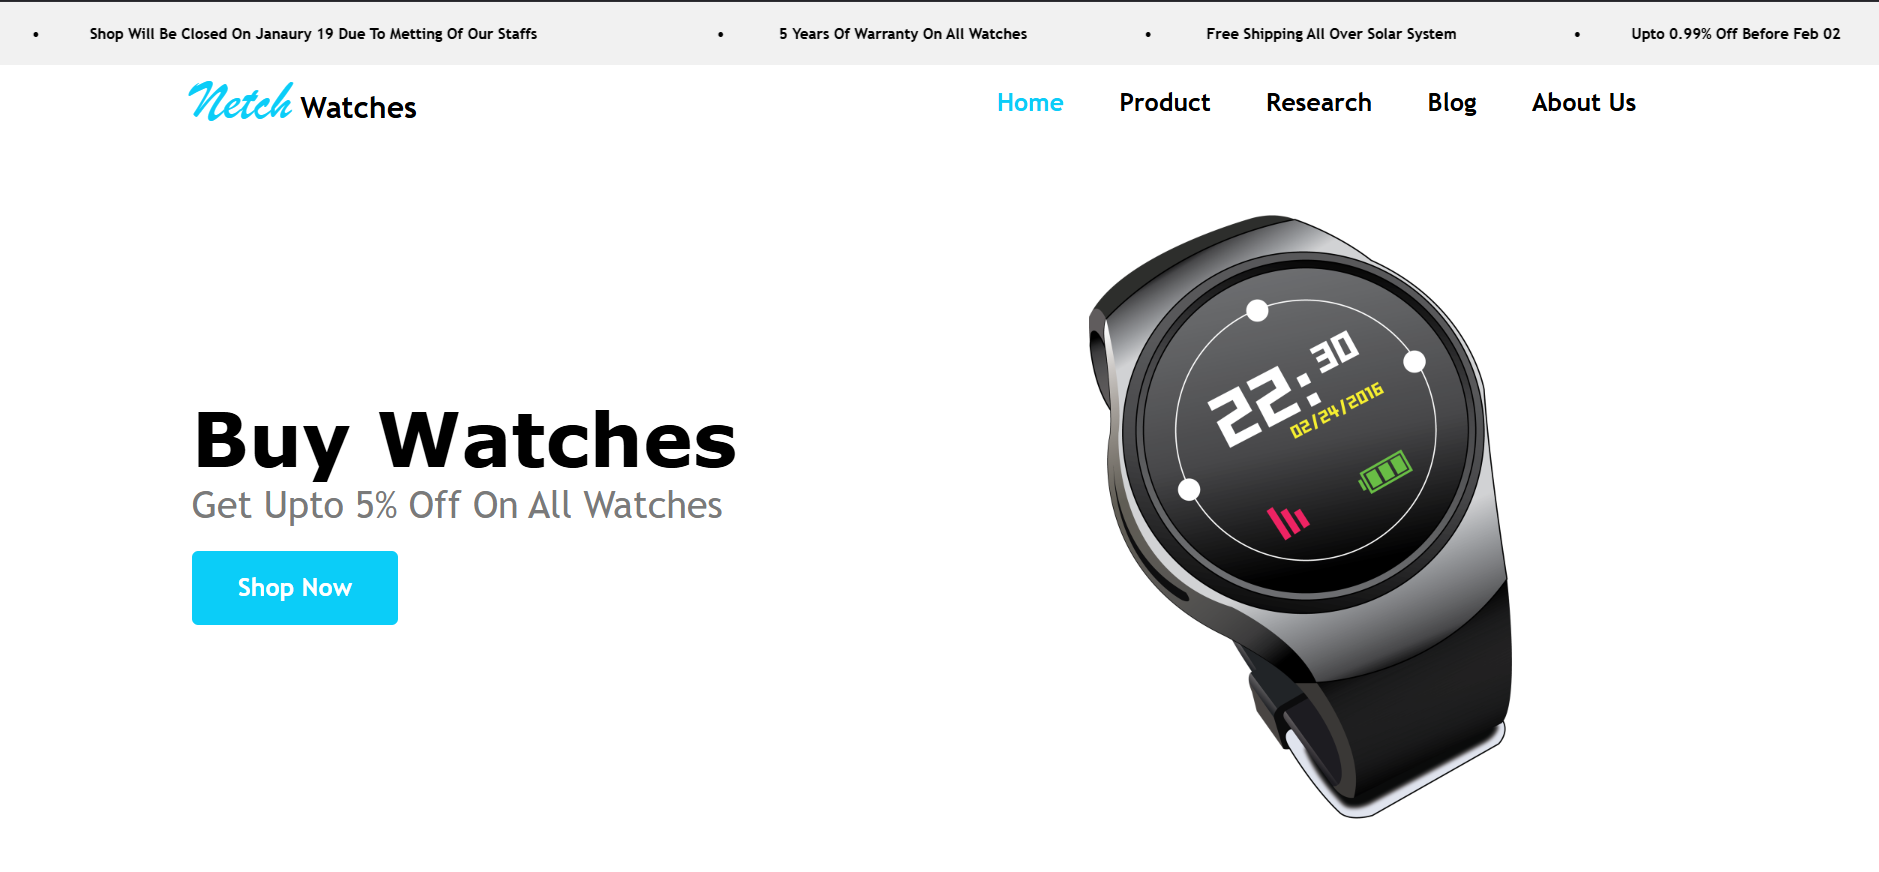 • Shop Will Be Closed On Janaury 19 Due To Metting Of Our Staffs • 5 Years Of Warranty On All Watches • Free Shipping All Over Solar System • Upto 0.99% Off Before Feb 02
Netch Watches Home Product Research Blog About Us
22:30
02/24/2016
Buy Watches
Get Upto 5% Off On All Watches
Shop Now